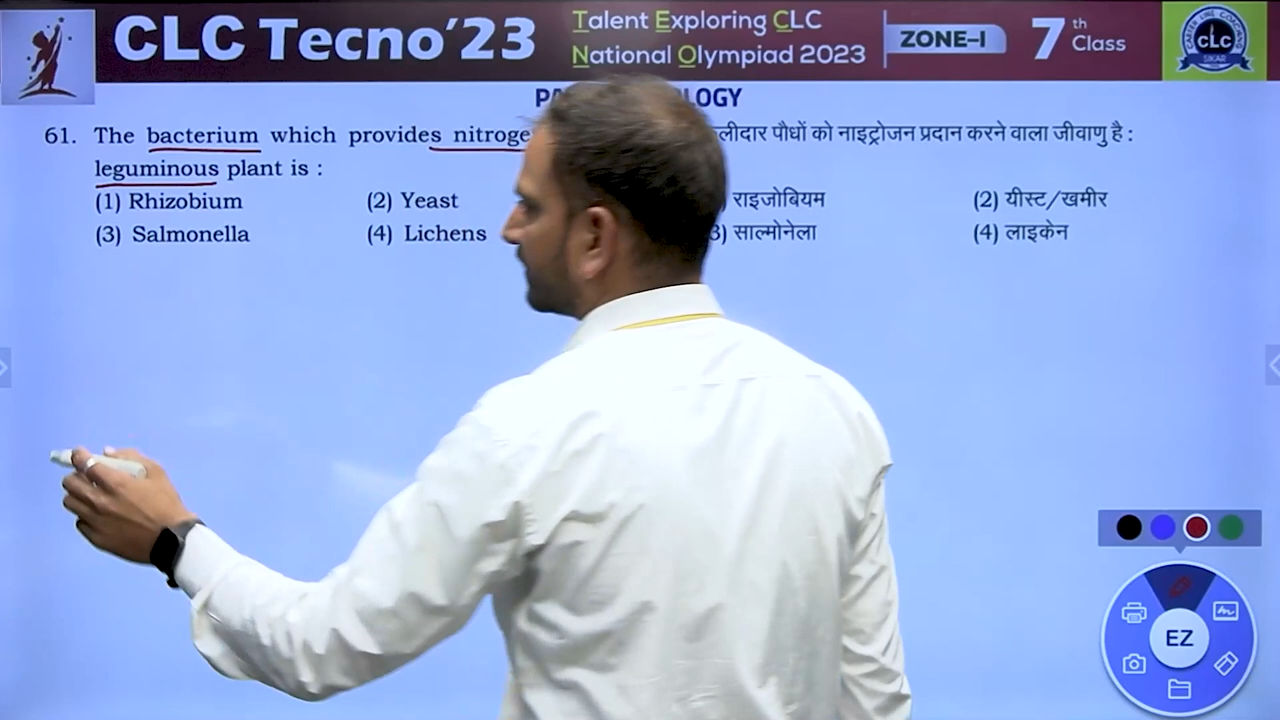 CLC Tecno'23
Talent Exploring CLC
National Olympiad 2023
ZONE–I
7th
Class
CLC
SIKAR
LOGY
61. The bacterium which provides
leguminous plant is :
(1) Rhizobium (2) Yeast
(3) Salmonella (4) Lichens
पौधों को नाइट्रोजन प्रदान करने वाला जीवाणु है :
राइजोबियम (2) यीस्ट/खमीर
3) साल्मोनेला (4) लाइकेन
EZ